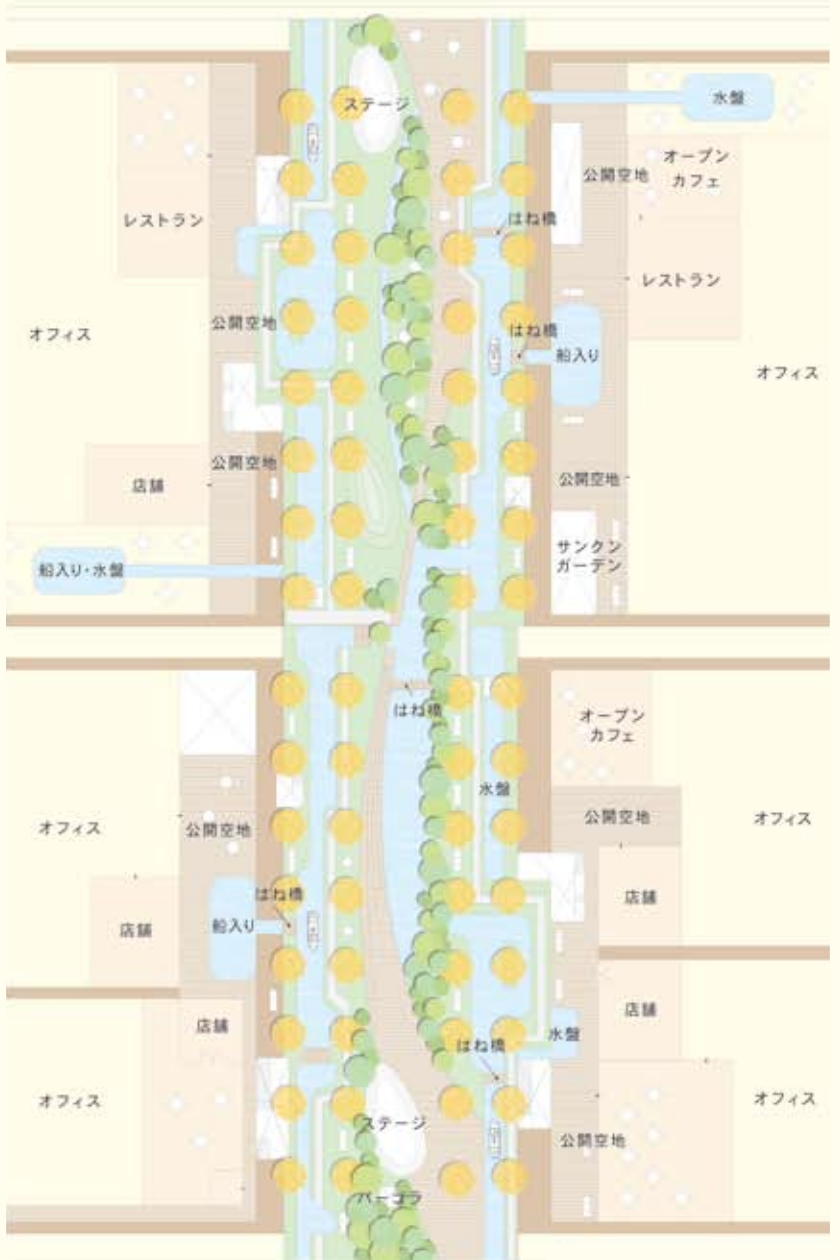 ステージ
水盤
オープン
カフェ
公開空地
レストラン
はね橋
レストラン
公開空地
オフィス
はね橋
船入り
オフィス
公開空地
店舗
公開空地
サンクン
ガーデン
船入り・水盤
はね橋
オープン
カフェ
水盤
オフィス
公開空地
公開空地
オフィス
はね橋
店舗
店舗
船入り
店舗
店舗
水盤
はね橋
オフィス
ステージ
オフィス
公開空地
パーゴラ